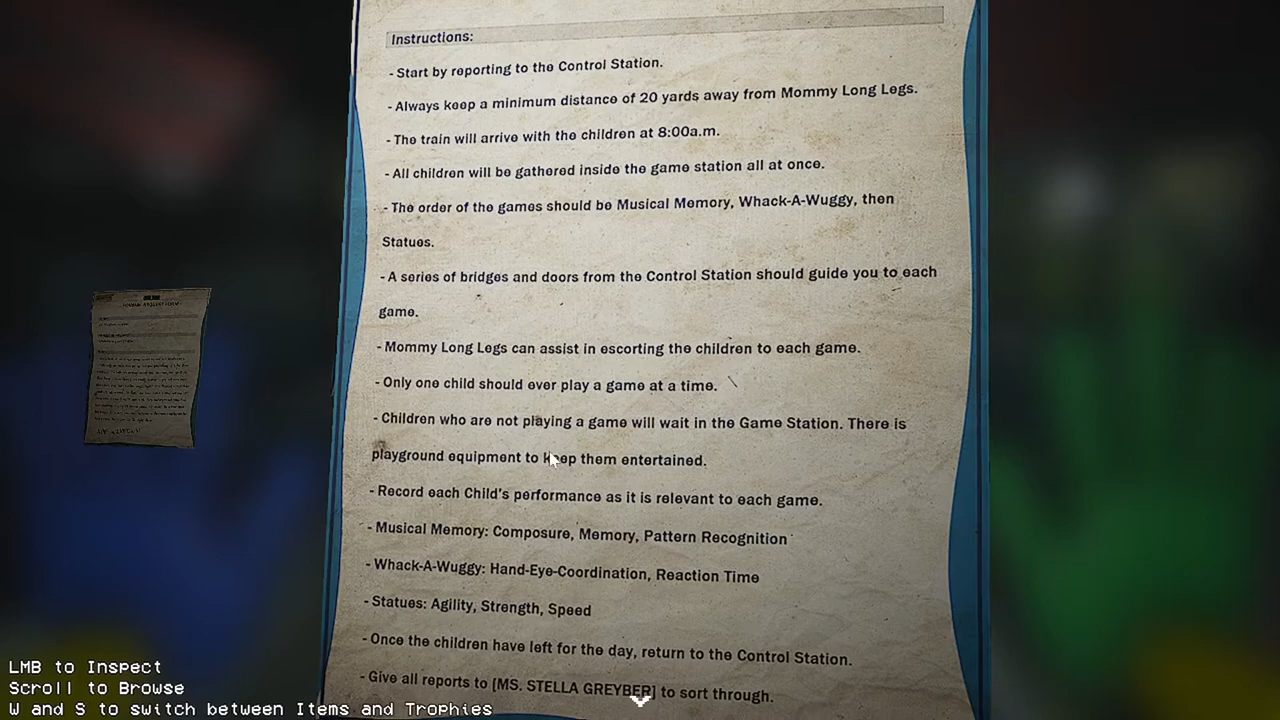 Instructions:
- Start by reporting to the Control Station.
- Always keep a minimum distance of 20 yards away from Mommy Long Legs.
- The train will arrive with the children at 8:00a.m.
- All children will be gathered inside the game station all at once.
- The order of the games should be Musical Memory, Whack-A-Wuggy, then
Statues.
- A series of bridges and doors from the Control Station should guide you to each
game.
- Mommy Long Legs can assist in escorting the children to each game.
- Only one child should ever play a game at a time.
- Children who are not playing a game will wait in the Game Station. There is
playground equipment to keep them entertained.
- Record each Child's performance as it is relevant to each game.
- Musical Memory: Composure, Memory, Pattern Recognition
- Whack-A-Wuggy: Hand-Eye-Coordination, Reaction Time
- Statues: Agility, Strength, Speed
- Once the children have left for the day, return to the Control Station.
- Give all reports to [MS. STELLA GREYBER] to sort through.
LMB to Inspect
Scroll to Browse
W and S to switch between Items and Trophies